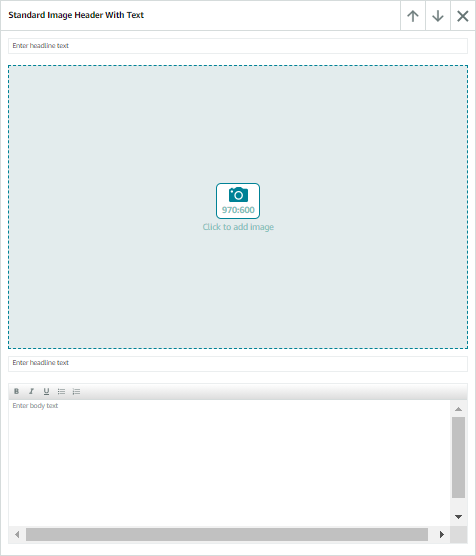 Standard Image Header With Text
Enter headline text
970:600
Click to add image
Enter headline text
B I U
Enter body text